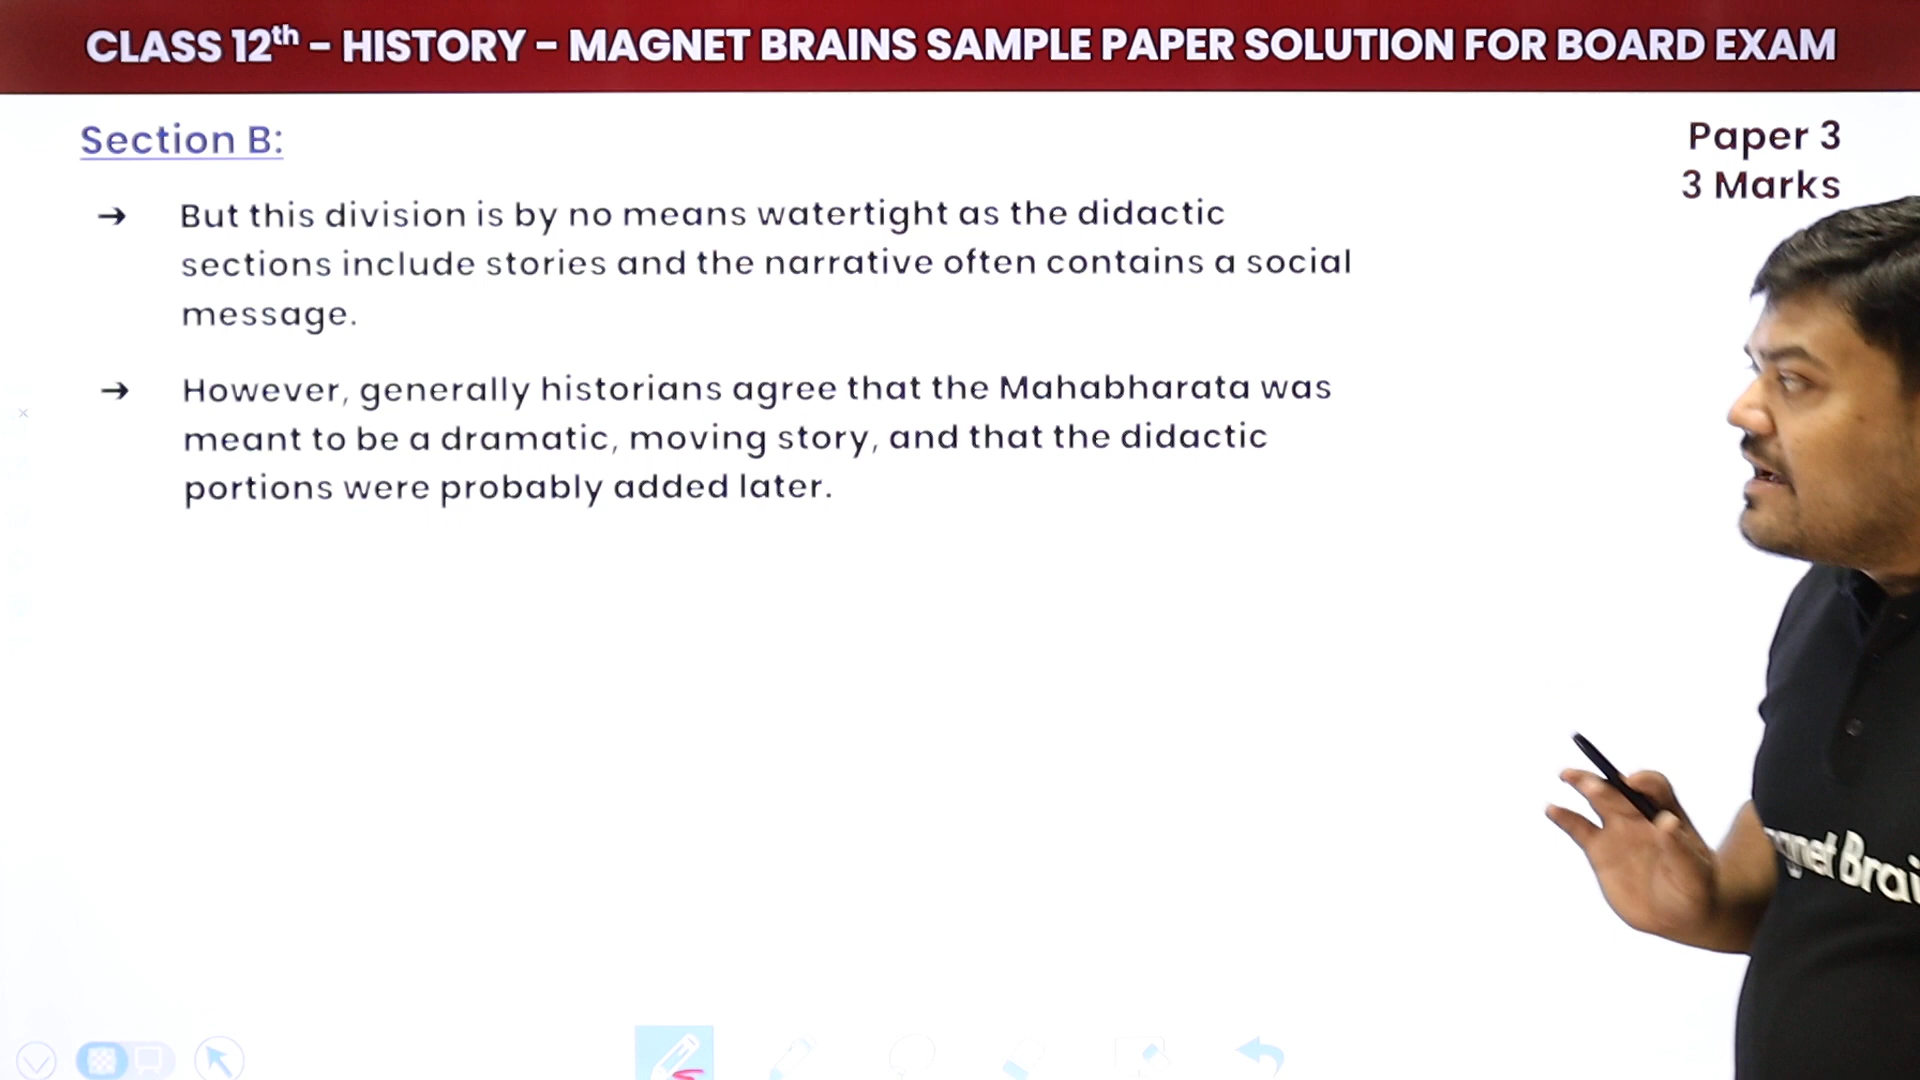 CLASS 12th – HISTORY – MAGNET BRAINS SAMPLE PAPER SOLUTION FOR BOARD EXAM
Section B:
Paper 3
3 Marks
→ But this division is by no means watertight as the didactic
sections include stories and the narrative often contains a social
message.
→ However, generally historians agree that the Mahabharata was
meant to be a dramatic, moving story, and that the didactic
portions were probably added later.
gnet Brai